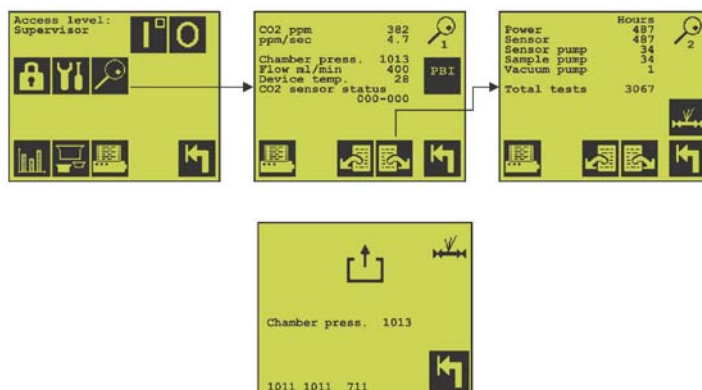 Access level:
Supervisor
CO2 ppm 382
ppm/sec 4.7
1
Chamber press. 1013
Flow ml/min 400
Device temp. 28
CO2 sensor status
000-000
PBI
Hours
Power 487
Sensor 487
Sensor pump 34
Sample pump 34
Vacuum pump 1
2
Total tests 3067
Chamber press. 1013
1011 1011 711